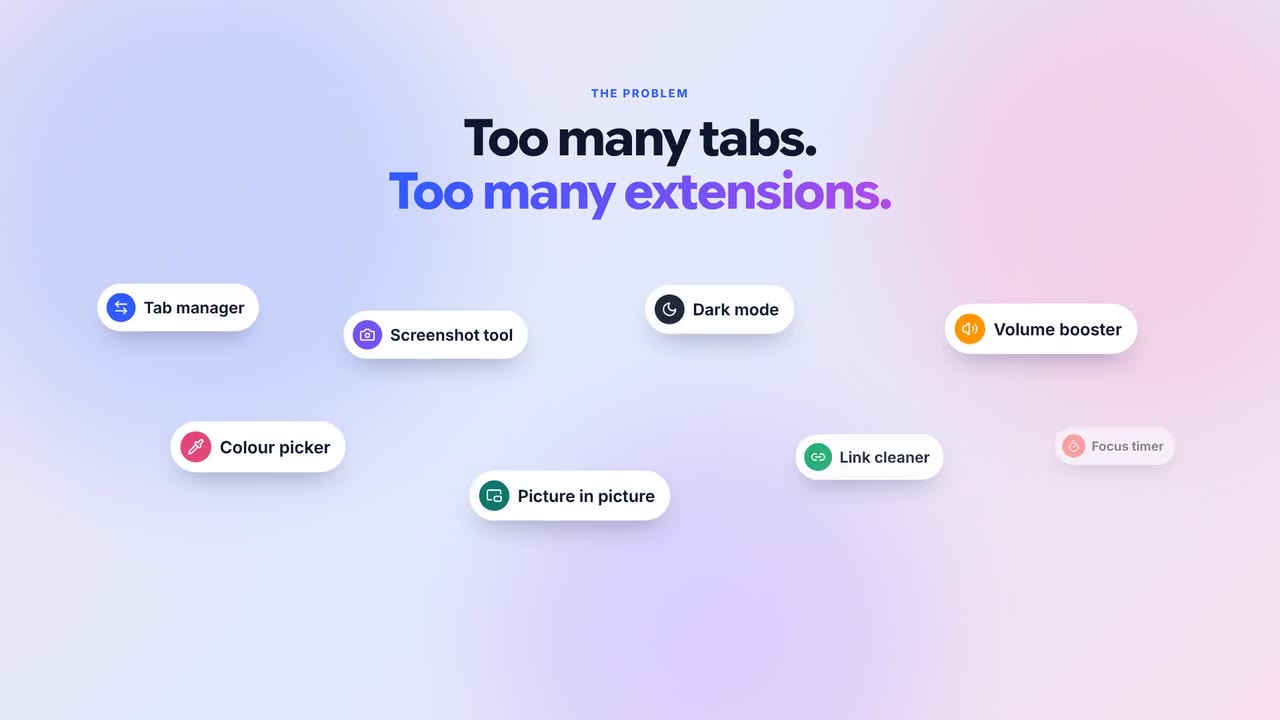 THE PROBLEM
Too many tabs.
Too many extensions.
Tab manager
Screenshot tool
Dark mode
Volume booster
Colour picker
Picture in picture
Link cleaner
Focus timer